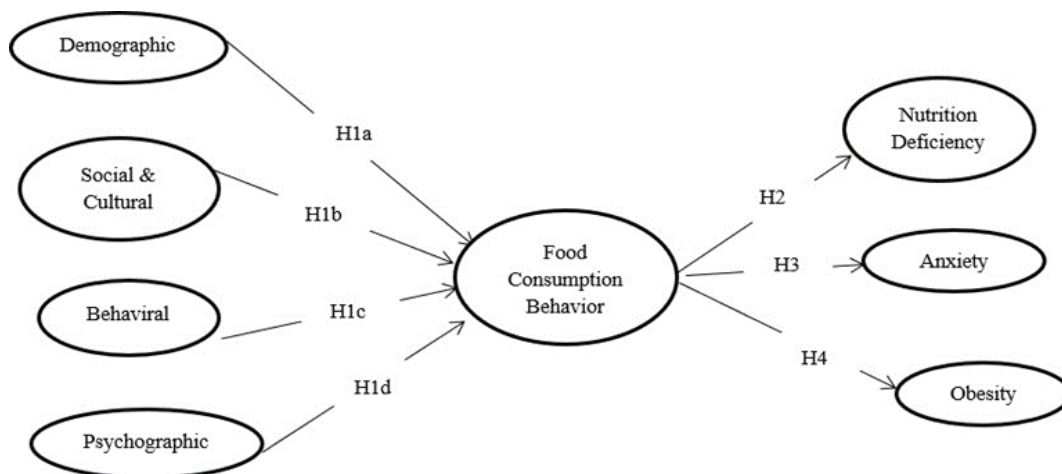 Demographic
H1a
Social &
Cultural
H1b
Behaviral
H1c
Psychographic
H1d
Food
Consumption
Behavior
H2
Nutrition
Deficiency
H3
Anxiety
H4
Obesity